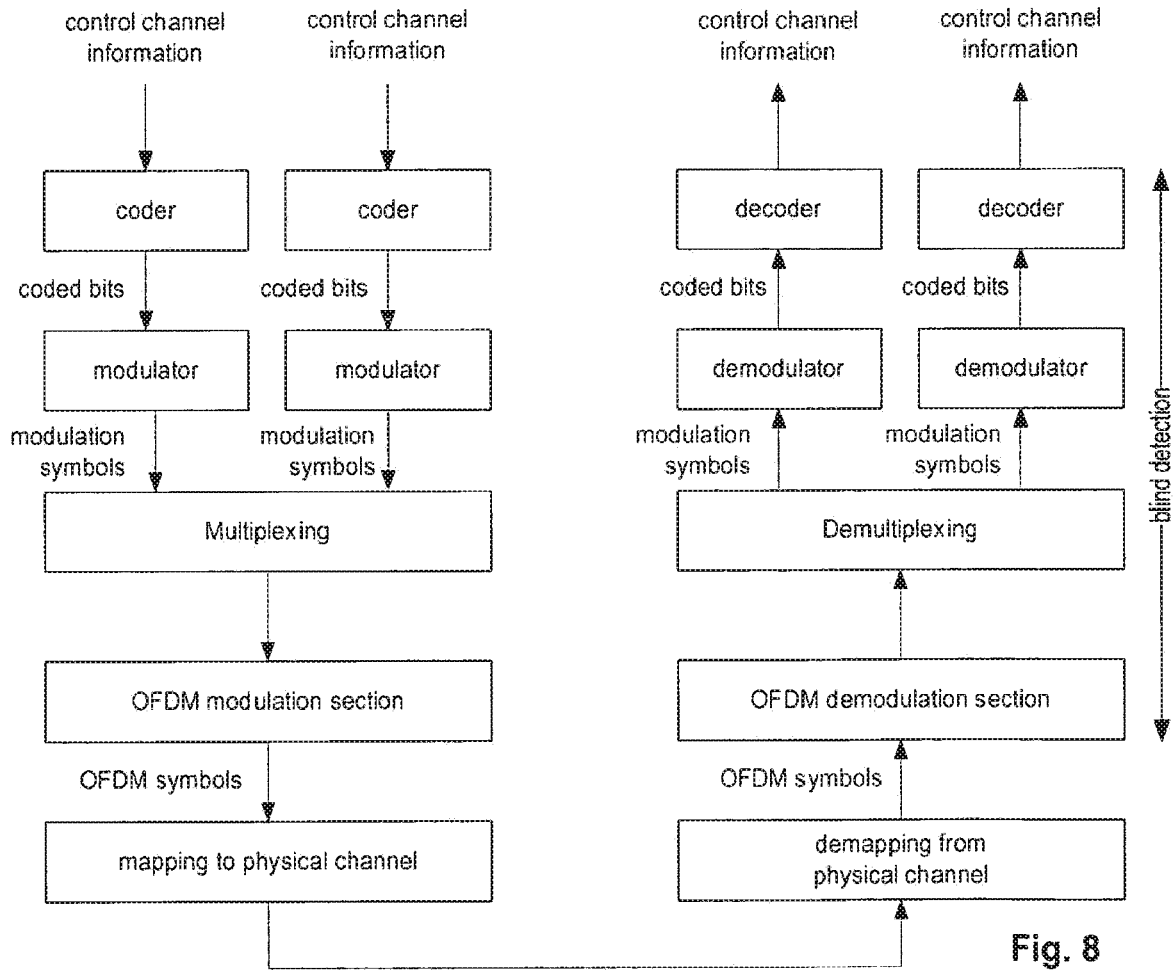 control channel
information
control channel
information
coder
coder
coded bits
coded bits
modulator
modulator
modulation
symbols
modulation
symbols
Multiplexing
OFDM modulation section
OFDM symbols
mapping to physical channel
control channel
information
control channel
information
decoder
decoder
coded bits
coded bits
demodulator
demodulator
modulation
symbols
modulation
symbols
Demultiplexing
OFDM demodulation section
OFDM symbols
demapping from
physical channel
blind detection
Fig. 8